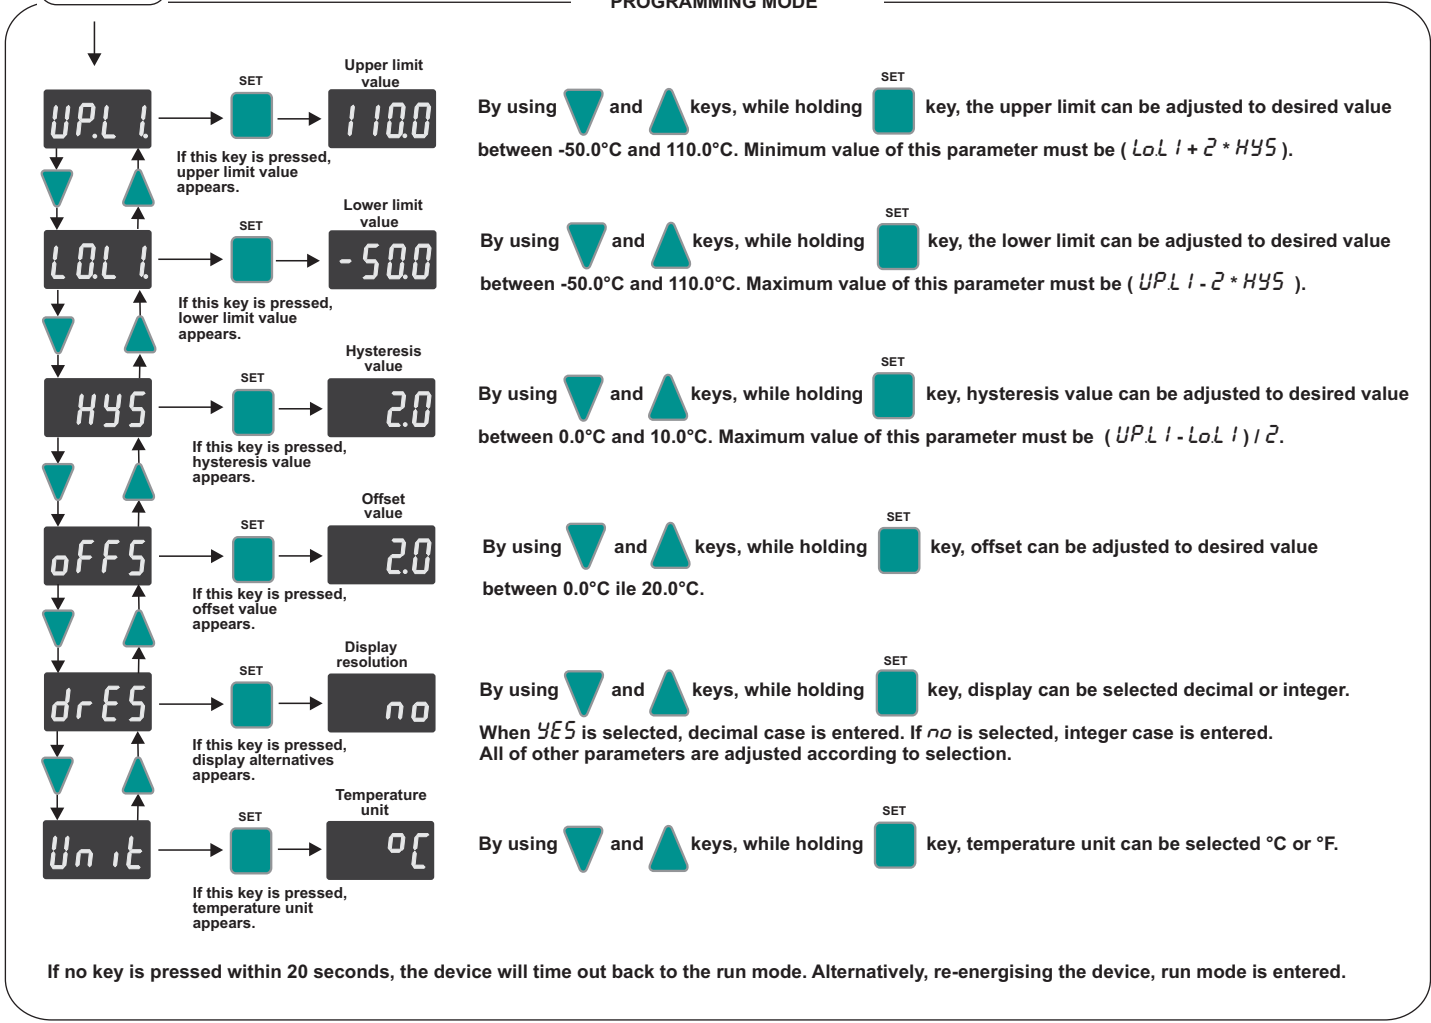 PROGRAMMING MODE
Upper limit
value
SET
UP.L1.
110.0
If this key is pressed,
upper limit value
appears.
SET
By using and keys, while holding key, the upper limit can be adjusted to desired value
between -50.0°C and 110.0°C. Minimum value of this parameter must be ( Lo.L1 + 2 * HYS ).
Lower limit
value
SET
LO.L1.
-50.0
If this key is pressed,
lower limit value
appears.
SET
By using and keys, while holding key, the lower limit can be adjusted to desired value
between -50.0°C and 110.0°C. Maximum value of this parameter must be ( UP.L1 - 2 * HYS ).
Hysteresis
value
SET
HYS
2.0
If this key is pressed,
hysteresis value
appears.
SET
By using and keys, while holding key, hysteresis value can be adjusted to desired value
between 0.0°C and 10.0°C. Maximum value of this parameter must be ( UP.L1 - Lo.L1 ) / 2.
Offset
value
SET
oFFS
2.0
If this key is pressed,
offset value
appears.
SET
By using and keys, while holding key, offset can be adjusted to desired value
between 0.0°C ile 20.0°C.
Display
resolution
SET
drES
no
If this key is pressed,
display alternatives
appears.
SET
By using and keys, while holding key, display can be selected decimal or integer.
When YES is selected, decimal case is entered. If no is selected, integer case is entered.
All of other parameters are adjusted according to selection.
Temperature
unit
SET
Unit
°C
If this key is pressed,
temperature unit
appears.
SET
By using and keys, while holding key, temperature unit can be selected °C or °F.
If no key is pressed within 20 seconds, the device will time out back to the run mode. Alternatively, re-energising the device, run mode is entered.